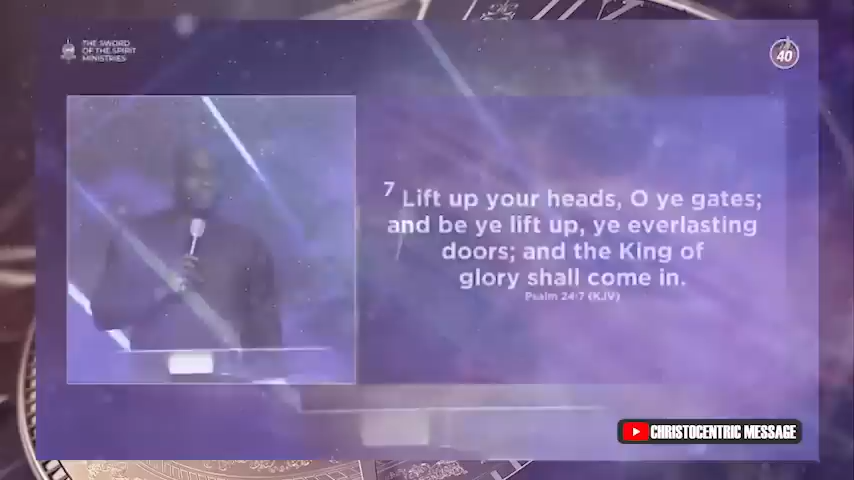 THE SWORD
OF THE SPIRIT
MINISTRIES
40
7 Lift up your heads, O ye gates;
and be ye lift up, ye everlasting
doors; and the King of
glory shall come in.
Psalm 24:7 (KJV)
CHRISTOCENTRIC MESSAGE